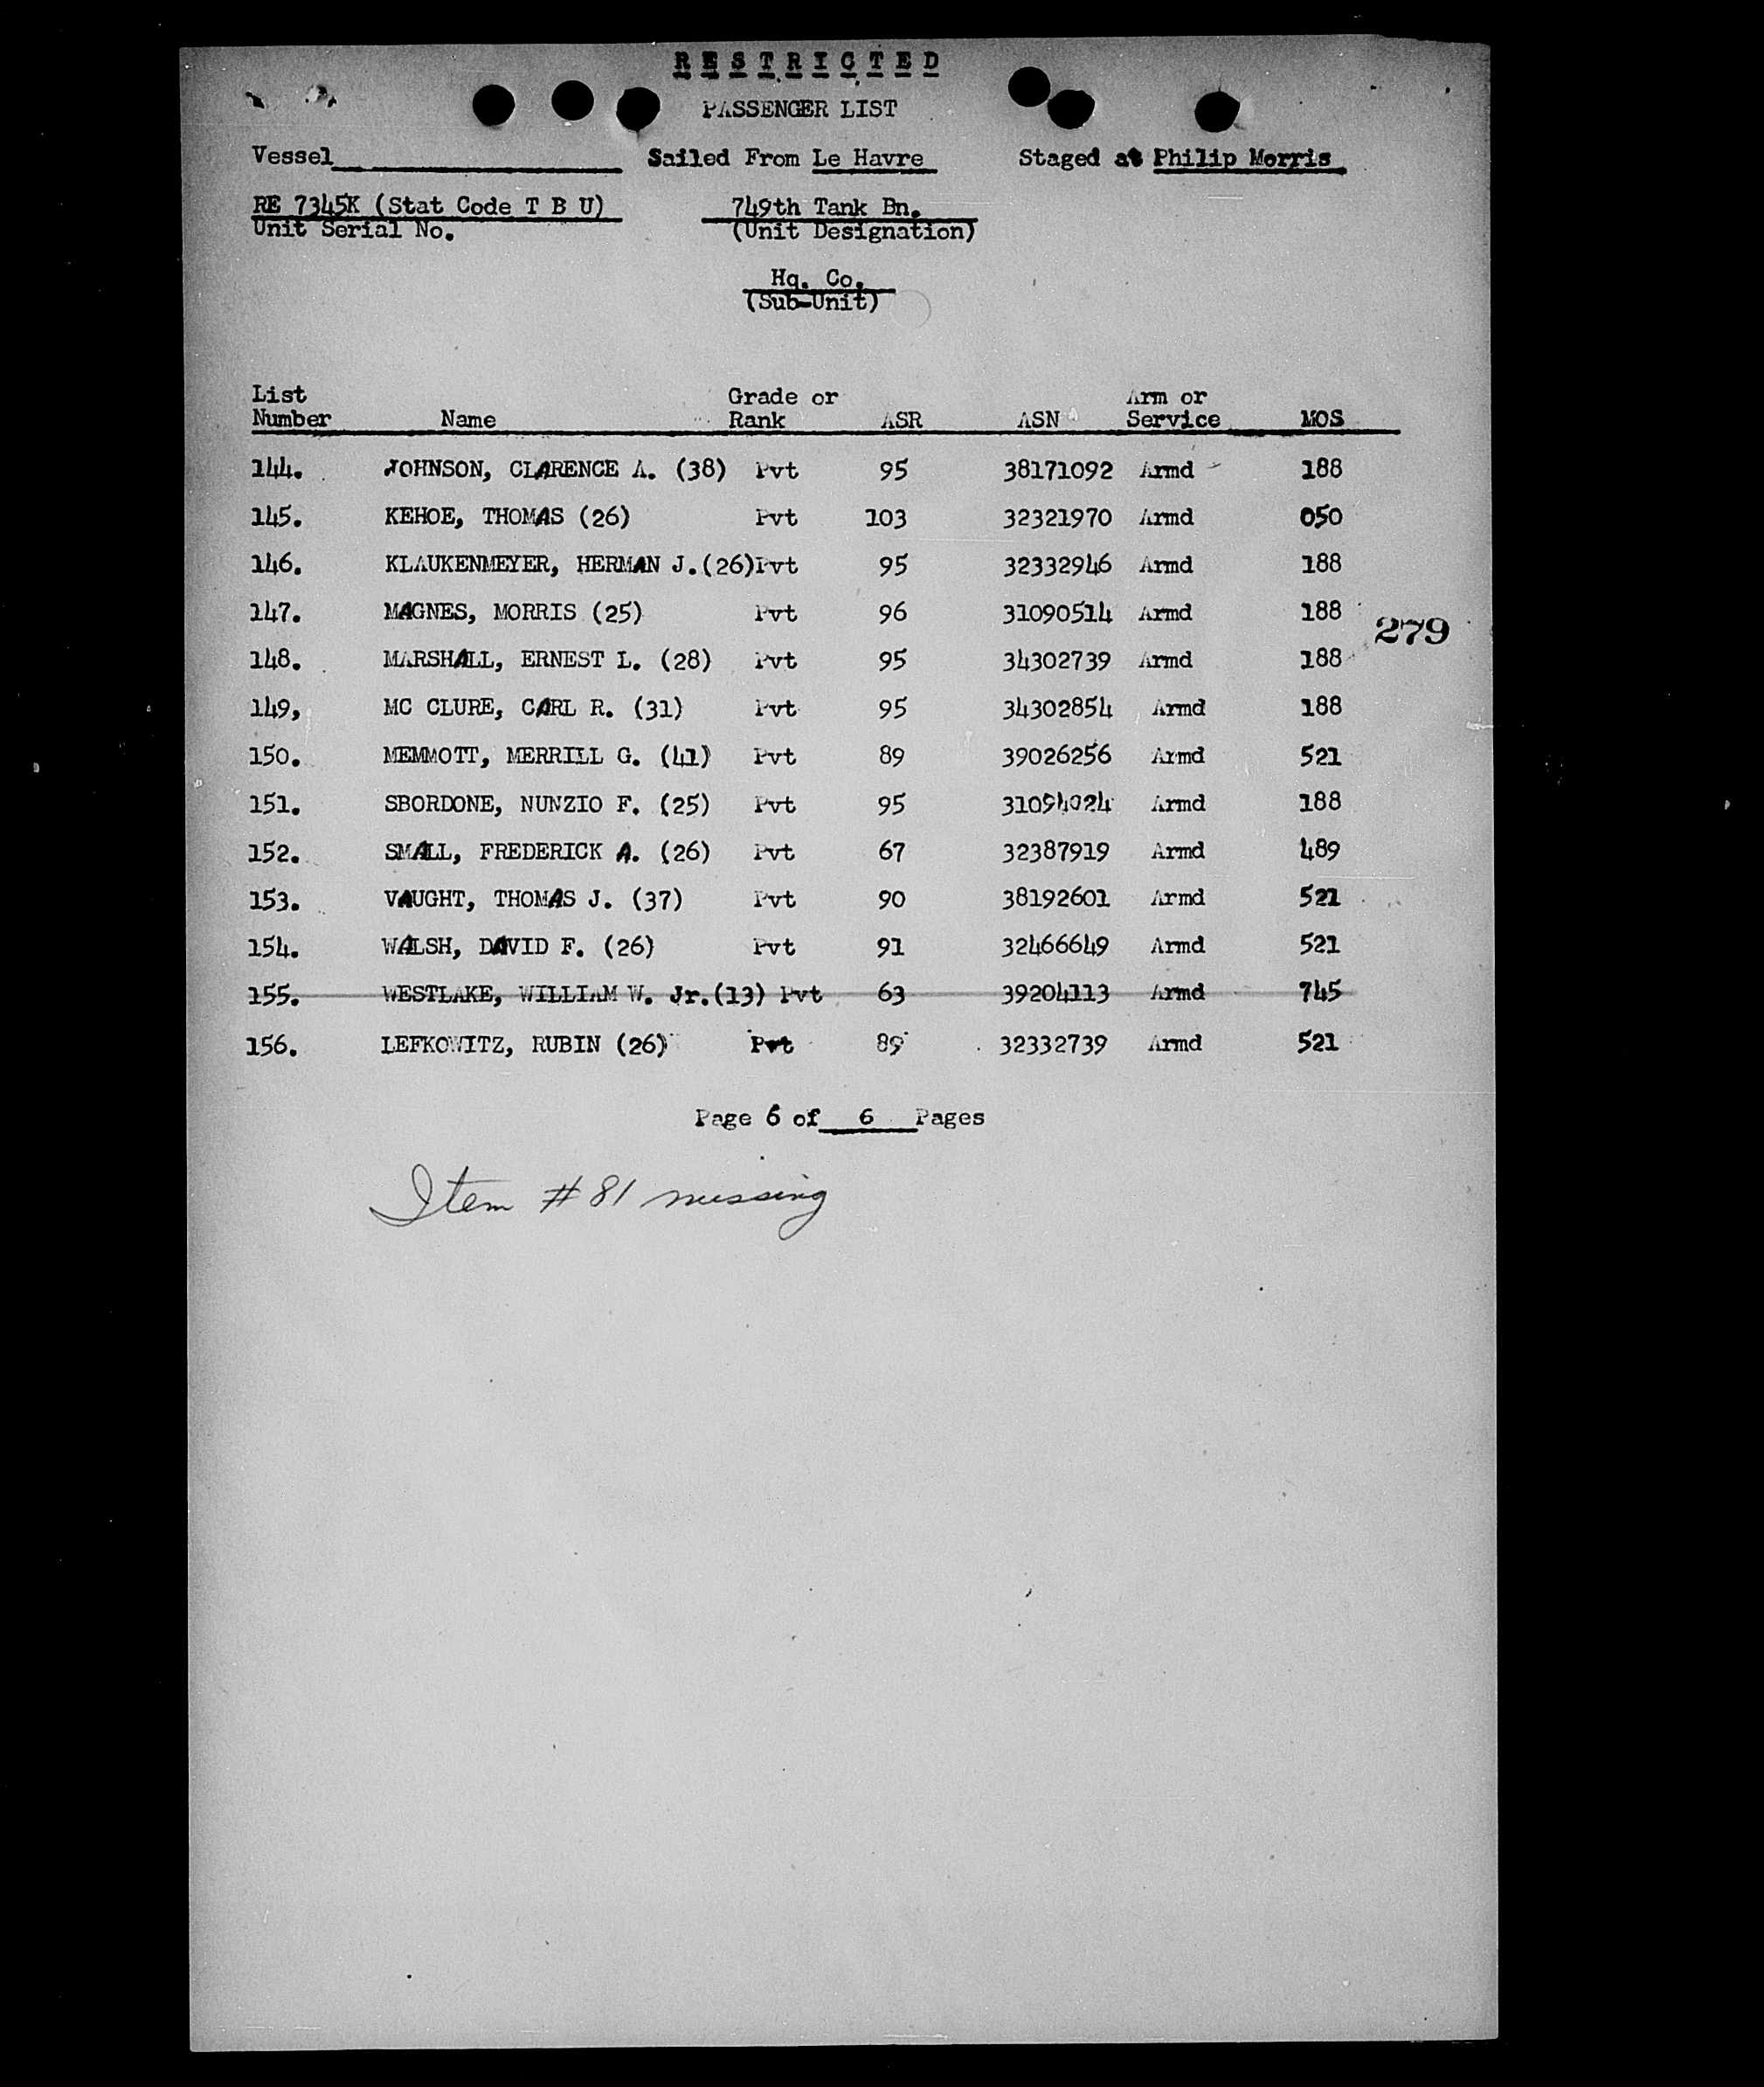 RESTRICTED
PASSENGER LIST
Vessel Sailed From Le Havre Staged at Philip Morris
RE 7345K (Stat Code T B U) 749th Tank Bn.
Unit Serial No. (Unit Designation)
Hq. Co.
(Sub-Unit)
List Grade or Arm or
Number Name Rank ASR ASN Service MOS
144. JOHNSON, CLARENCE A. (38) Pvt 95 38171092 Armd 188
145. KEHOE, THOMAS (26) Pvt 103 32321970 Armd 050
146. KLAUKENMEYER, HERMAN J.(26)Pvt 95 32332946 Armd 188
147. MAGNES, MORRIS (25) Pvt 96 31090514 Armd 188
279
148. MARSHALL, ERNEST L. (28) Pvt 95 34302739 Armd 188
149, MC CLURE, CARL R. (31) Pvt 95 34302854 Armd 188
150. MEMMOTT, MERRILL G. (41) Pvt 89 39026256 Armd 521
151. SBORDONE, NUNZIO F. (25) Pvt 95 31094024 Armd 188
152. SMALL, FREDERICK A. (26) Pvt 67 32387919 Armd 489
153. VAUGHT, THOMAS J. (37) Pvt 90 38192601 Armd 521
154. WALSH, DAVID F. (26) Pvt 91 32466649 Armd 521
155. WESTLAKE, WILLIAM W. Jr.(13) Pvt 63 39204113 Armd 745
156. LEFKOWITZ, RUBIN (26) Pvt 89 32332739 Armd 521
Page 6 of 6 Pages
Item #81 missing